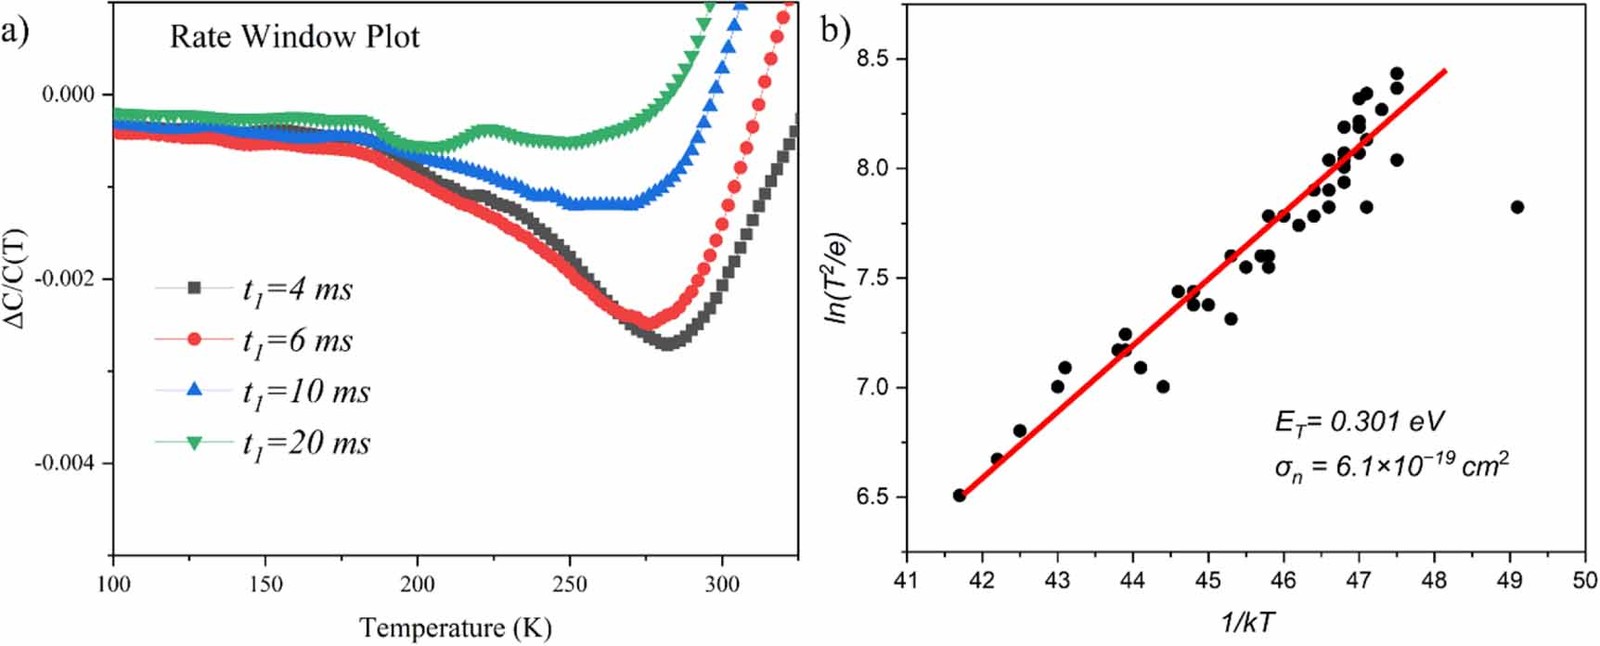 a)
Rate Window Plot
0.000
-0.002
-0.004
ΔC/C(T)
t₁=4 ms
t₁=6 ms
t₁=10 ms
t₁=20 ms
100 150 200 250 300
Temperature (K)
b)
8.5
8.0
7.5
7.0
6.5
ln(T²/e)
E_T= 0.301 eV
σₙ = 6.1×10⁻¹⁹ cm²
41 42 43 44 45 46 47 48 49 50
1/kT